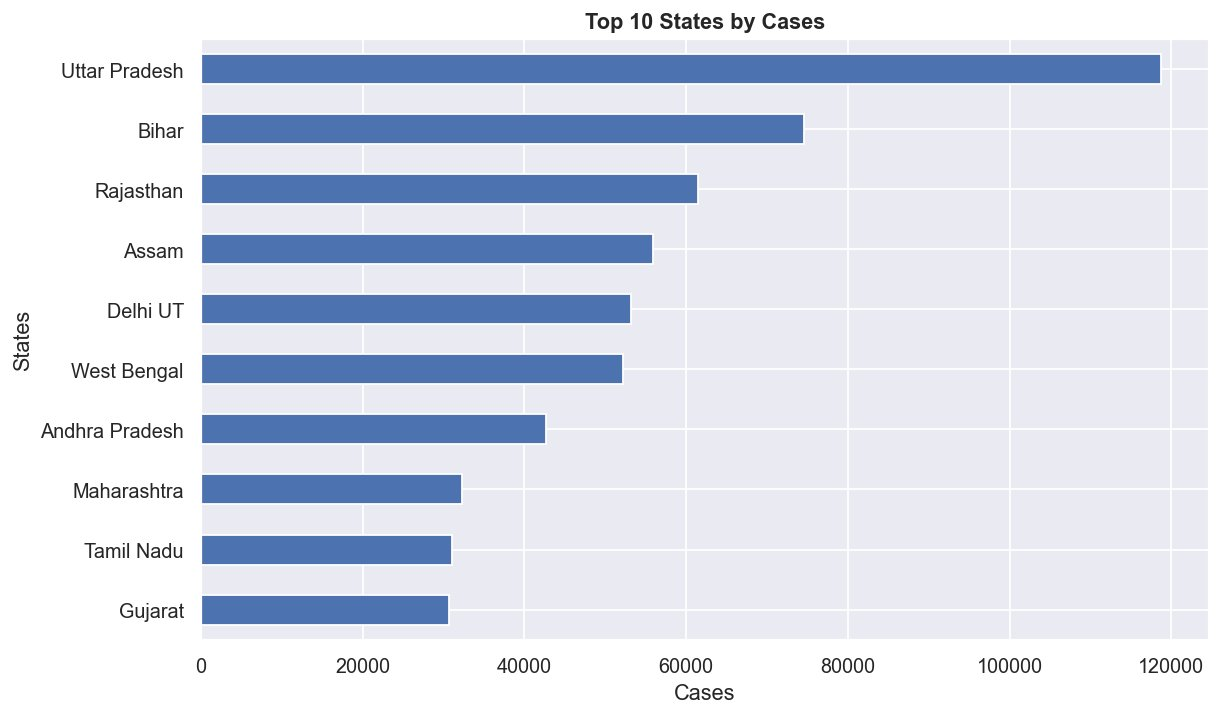 Top 10 States by Cases
Uttar Pradesh
Bihar
Rajasthan
Assam
Delhi UT
West Bengal
Andhra Pradesh
Maharashtra
Tamil Nadu
Gujarat
States
0 20000 40000 60000 80000 100000 120000
Cases